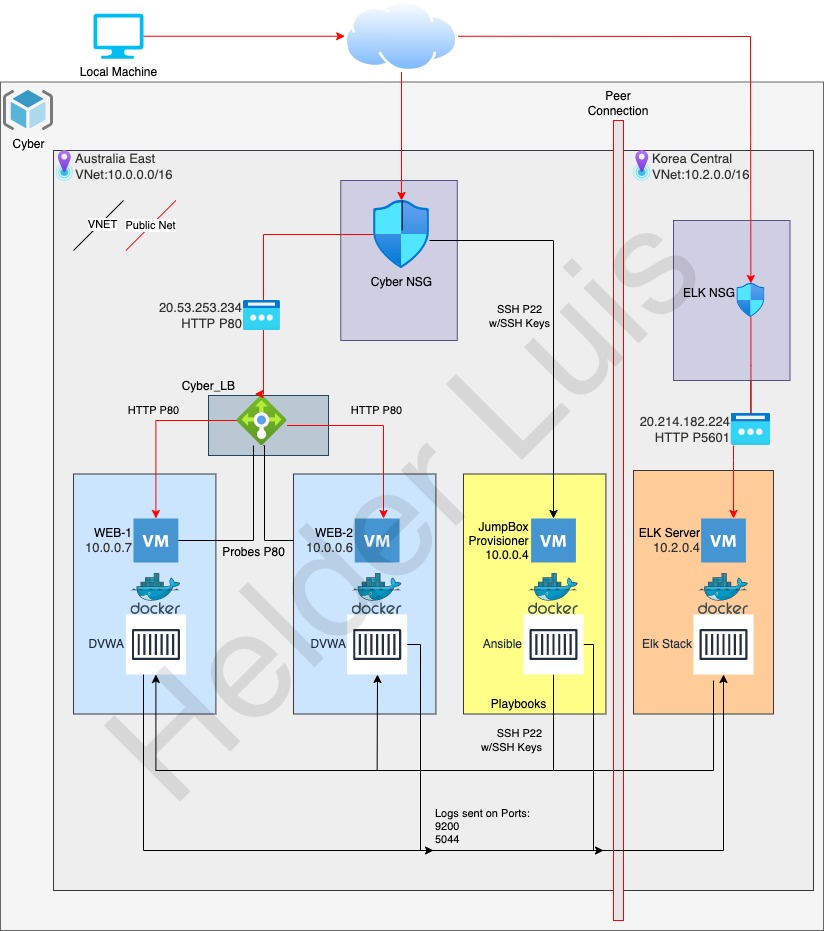 Local Machine
Cyber
Peer
Connection
Australia East
VNet:10.0.0.0/16
Korea Central
VNet:10.2.0.0/16
VNET
Public Net
Cyber NSG
ELK NSG
20.53.253.234
HTTP P80
SSH P22
w/SSH Keys
Cyber_LB
HTTP P80
HTTP P80
20.214.182.224
HTTP P5601
WEB-1
10.0.0.7
VM
Probes P80
WEB-2
10.0.0.6
VM
JumpBox
Provisioner
10.0.0.4
VM
ELK Server
10.2.0.4
VM
docker
docker
docker
docker
DVWA
DVWA
Ansible
Elk Stack
Playbooks
SSH P22
w/SSH Keys
Logs sent on Ports:
9200
5044
Helder Luis